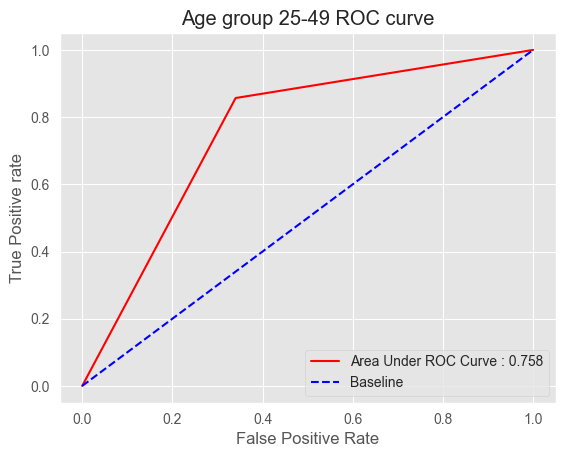 Age group 25-49 ROC curve
True Positive rate
1.0
0.8
0.6
0.4
0.2
0.0
Area Under ROC Curve : 0.758
Baseline
0.0 0.2 0.4 0.6 0.8 1.0
False Positive Rate